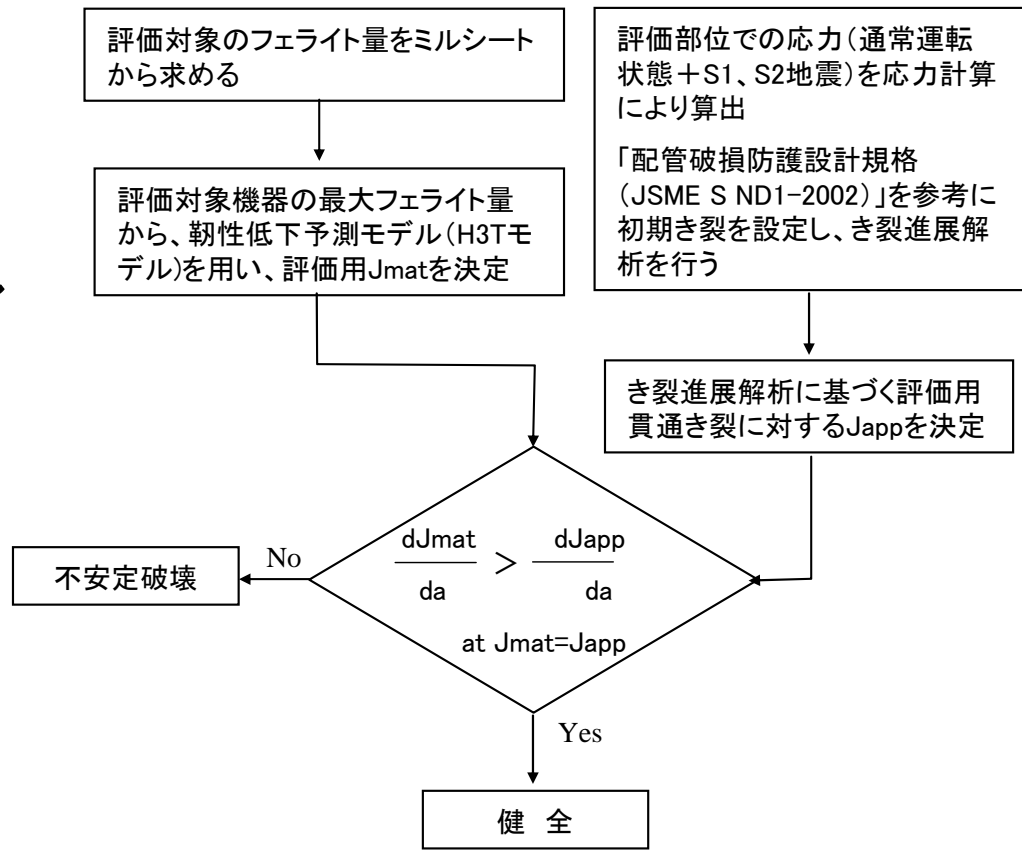 評価対象のフェライト量をミルシート
から求める
評価対象機器の最大フェライト量
から、靭性低下予測モデル(H3Tモ
デル)を用い、評価用Jmatを決定
評価部位での応力(通常運転
状態+S1、S2地震)を応力計算
により算出
「配管破損防護設計規格
(JSME S ND1-2002)」を参考に
初期き裂を設定し、き裂進展解
析を行う
き裂進展解析に基づく評価用
貫通き裂に対するJappを決定
dJmat
da
>
dJapp
da
at Jmat=Japp
No
不安定破壊
Yes
健 全